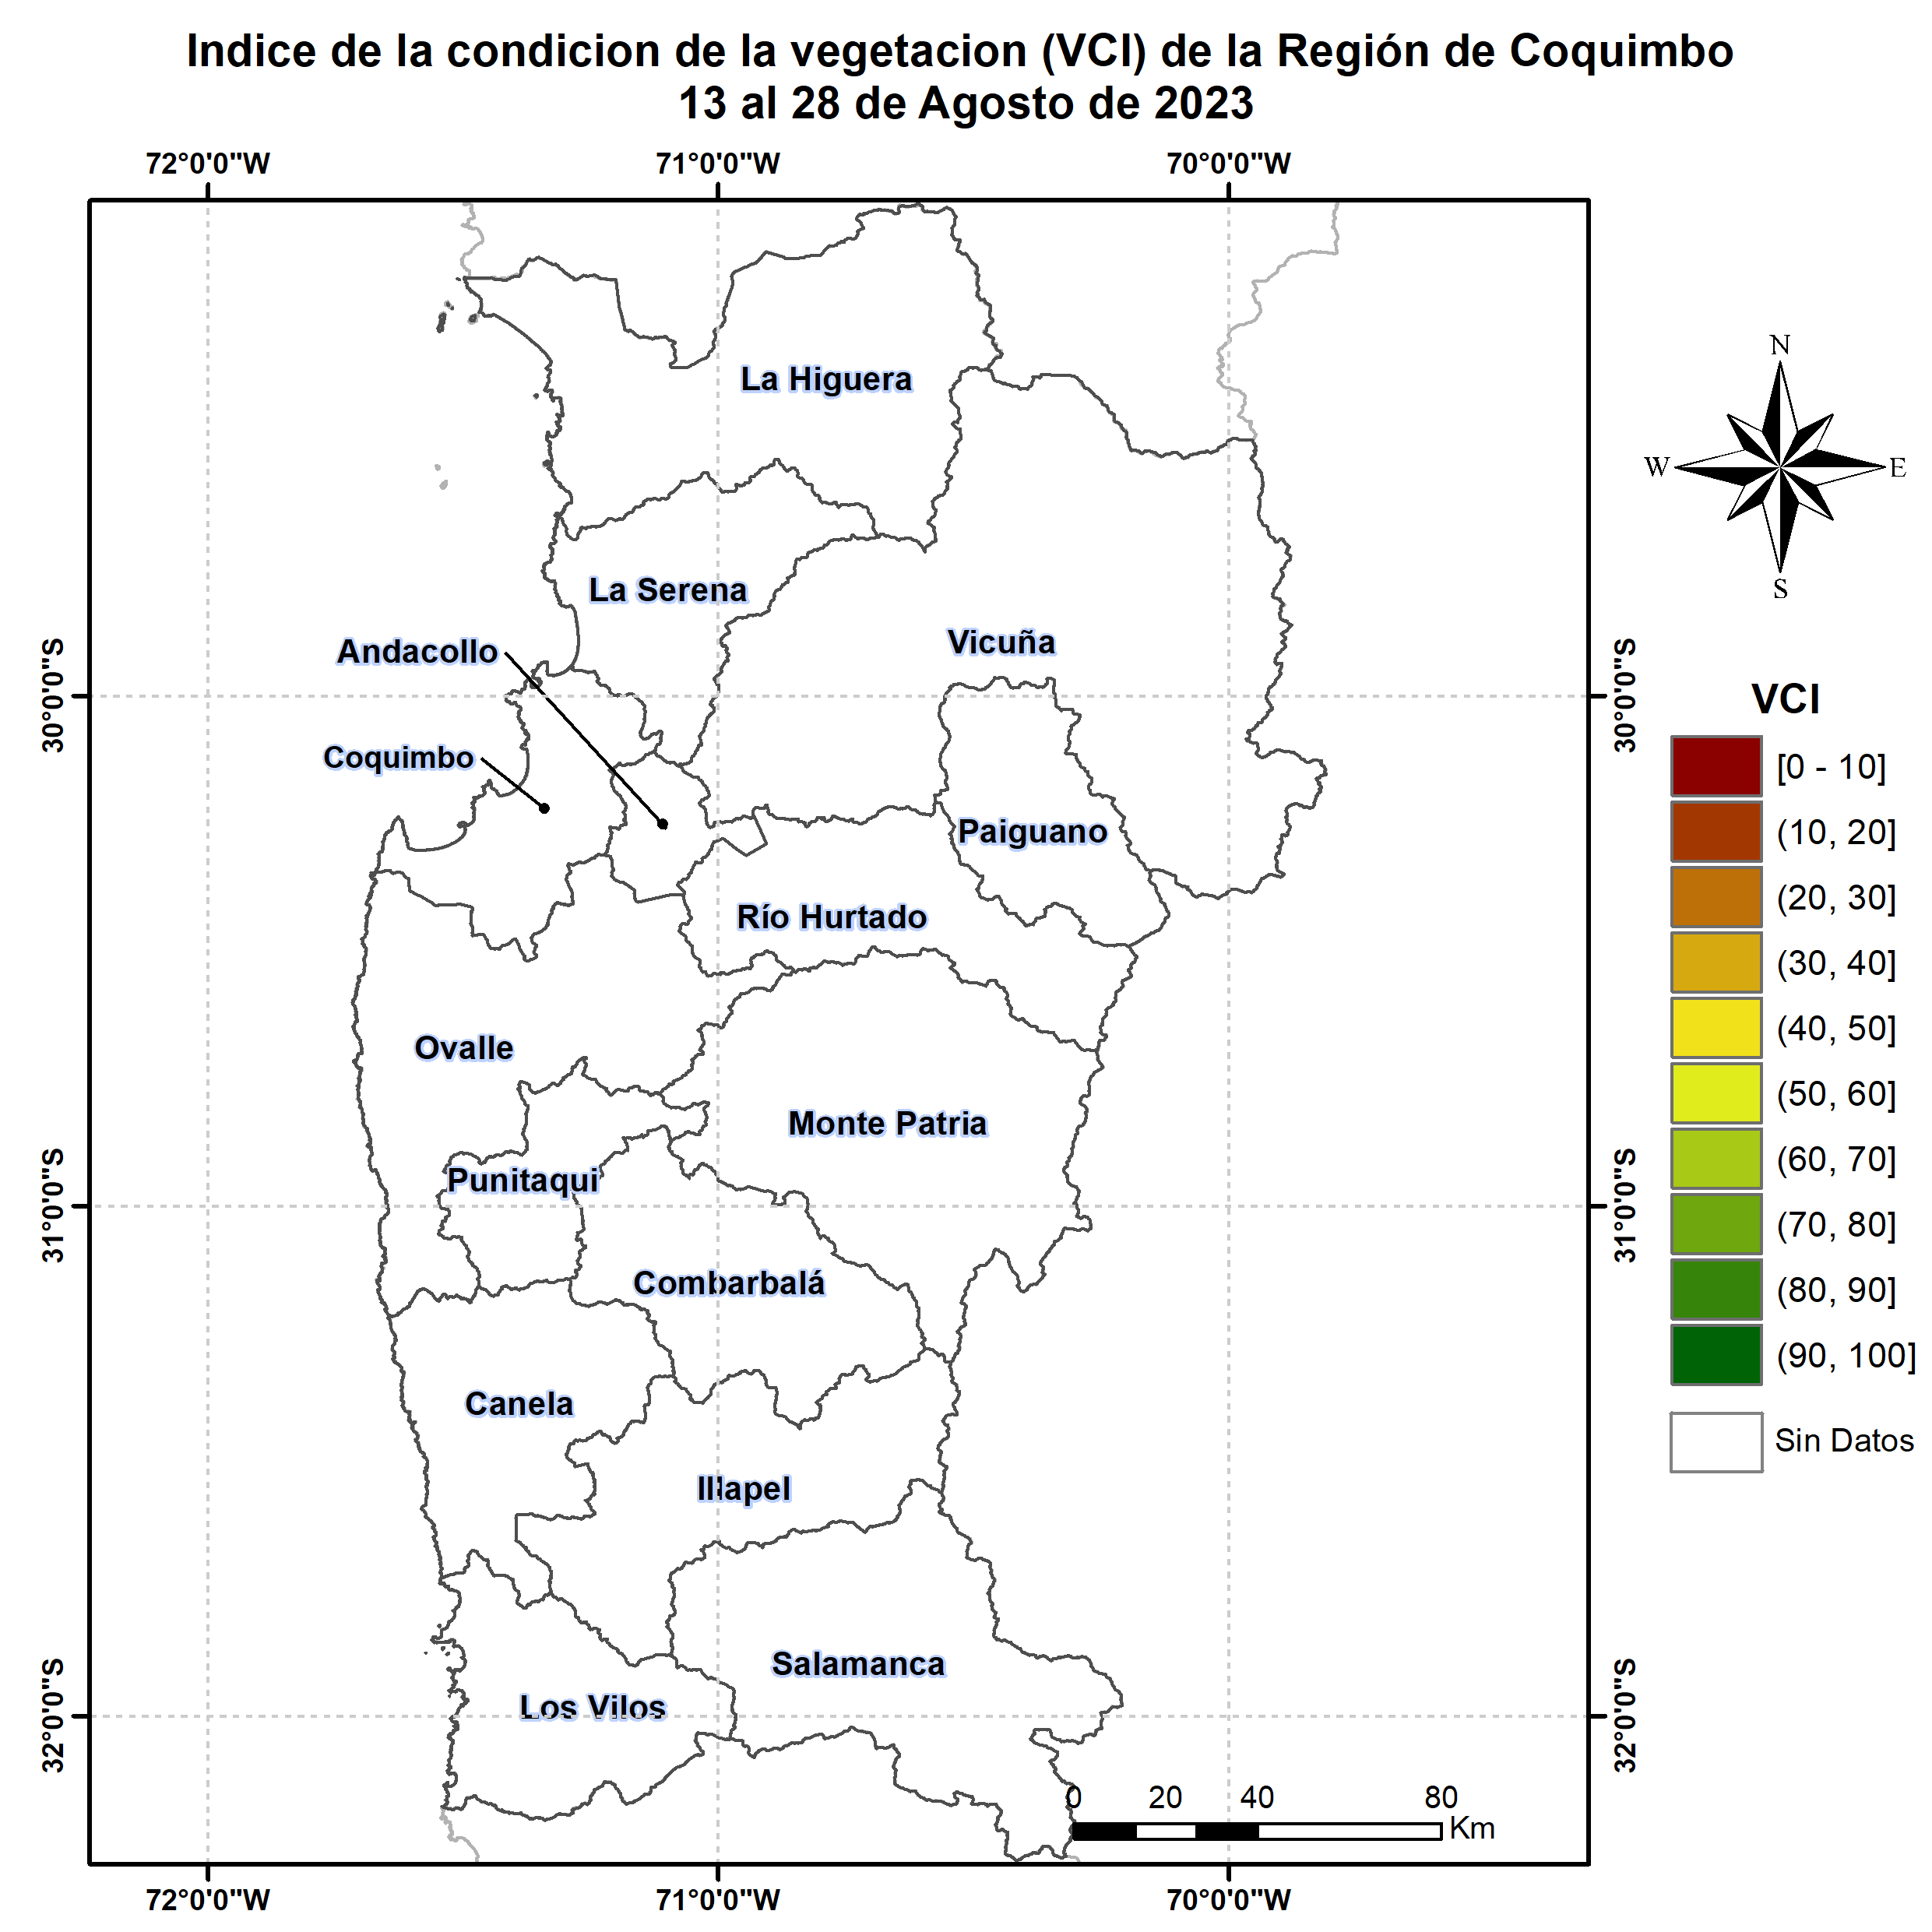 Indice de la condicion de la vegetacion (VCI) de la Región de Coquimbo
13 al 28 de Agosto de 2023
72°0'0"W
71°0'0"W
70°0'0"W
30°0'0"S
31°0'0"S
32°0'0"S
La Higuera
La Serena
Andacollo
Vicuña
Coquimbo
Paiguano
Río Hurtado
Ovalle
Monte Patria
Punitaqui
Combarbalá
Canela
Illapel
Salamanca
Los Vilos
0 20 40 80
Km
72°0'0"W
71°0'0"W
70°0'0"W
30°0'0"S
31°0'0"S
32°0'0"S
N
W
E
S
VCI
[0 - 10]
(10, 20]
(20, 30]
(30, 40]
(40, 50]
(50, 60]
(60, 70]
(70, 80]
(80, 90]
(90, 100]
Sin Datos